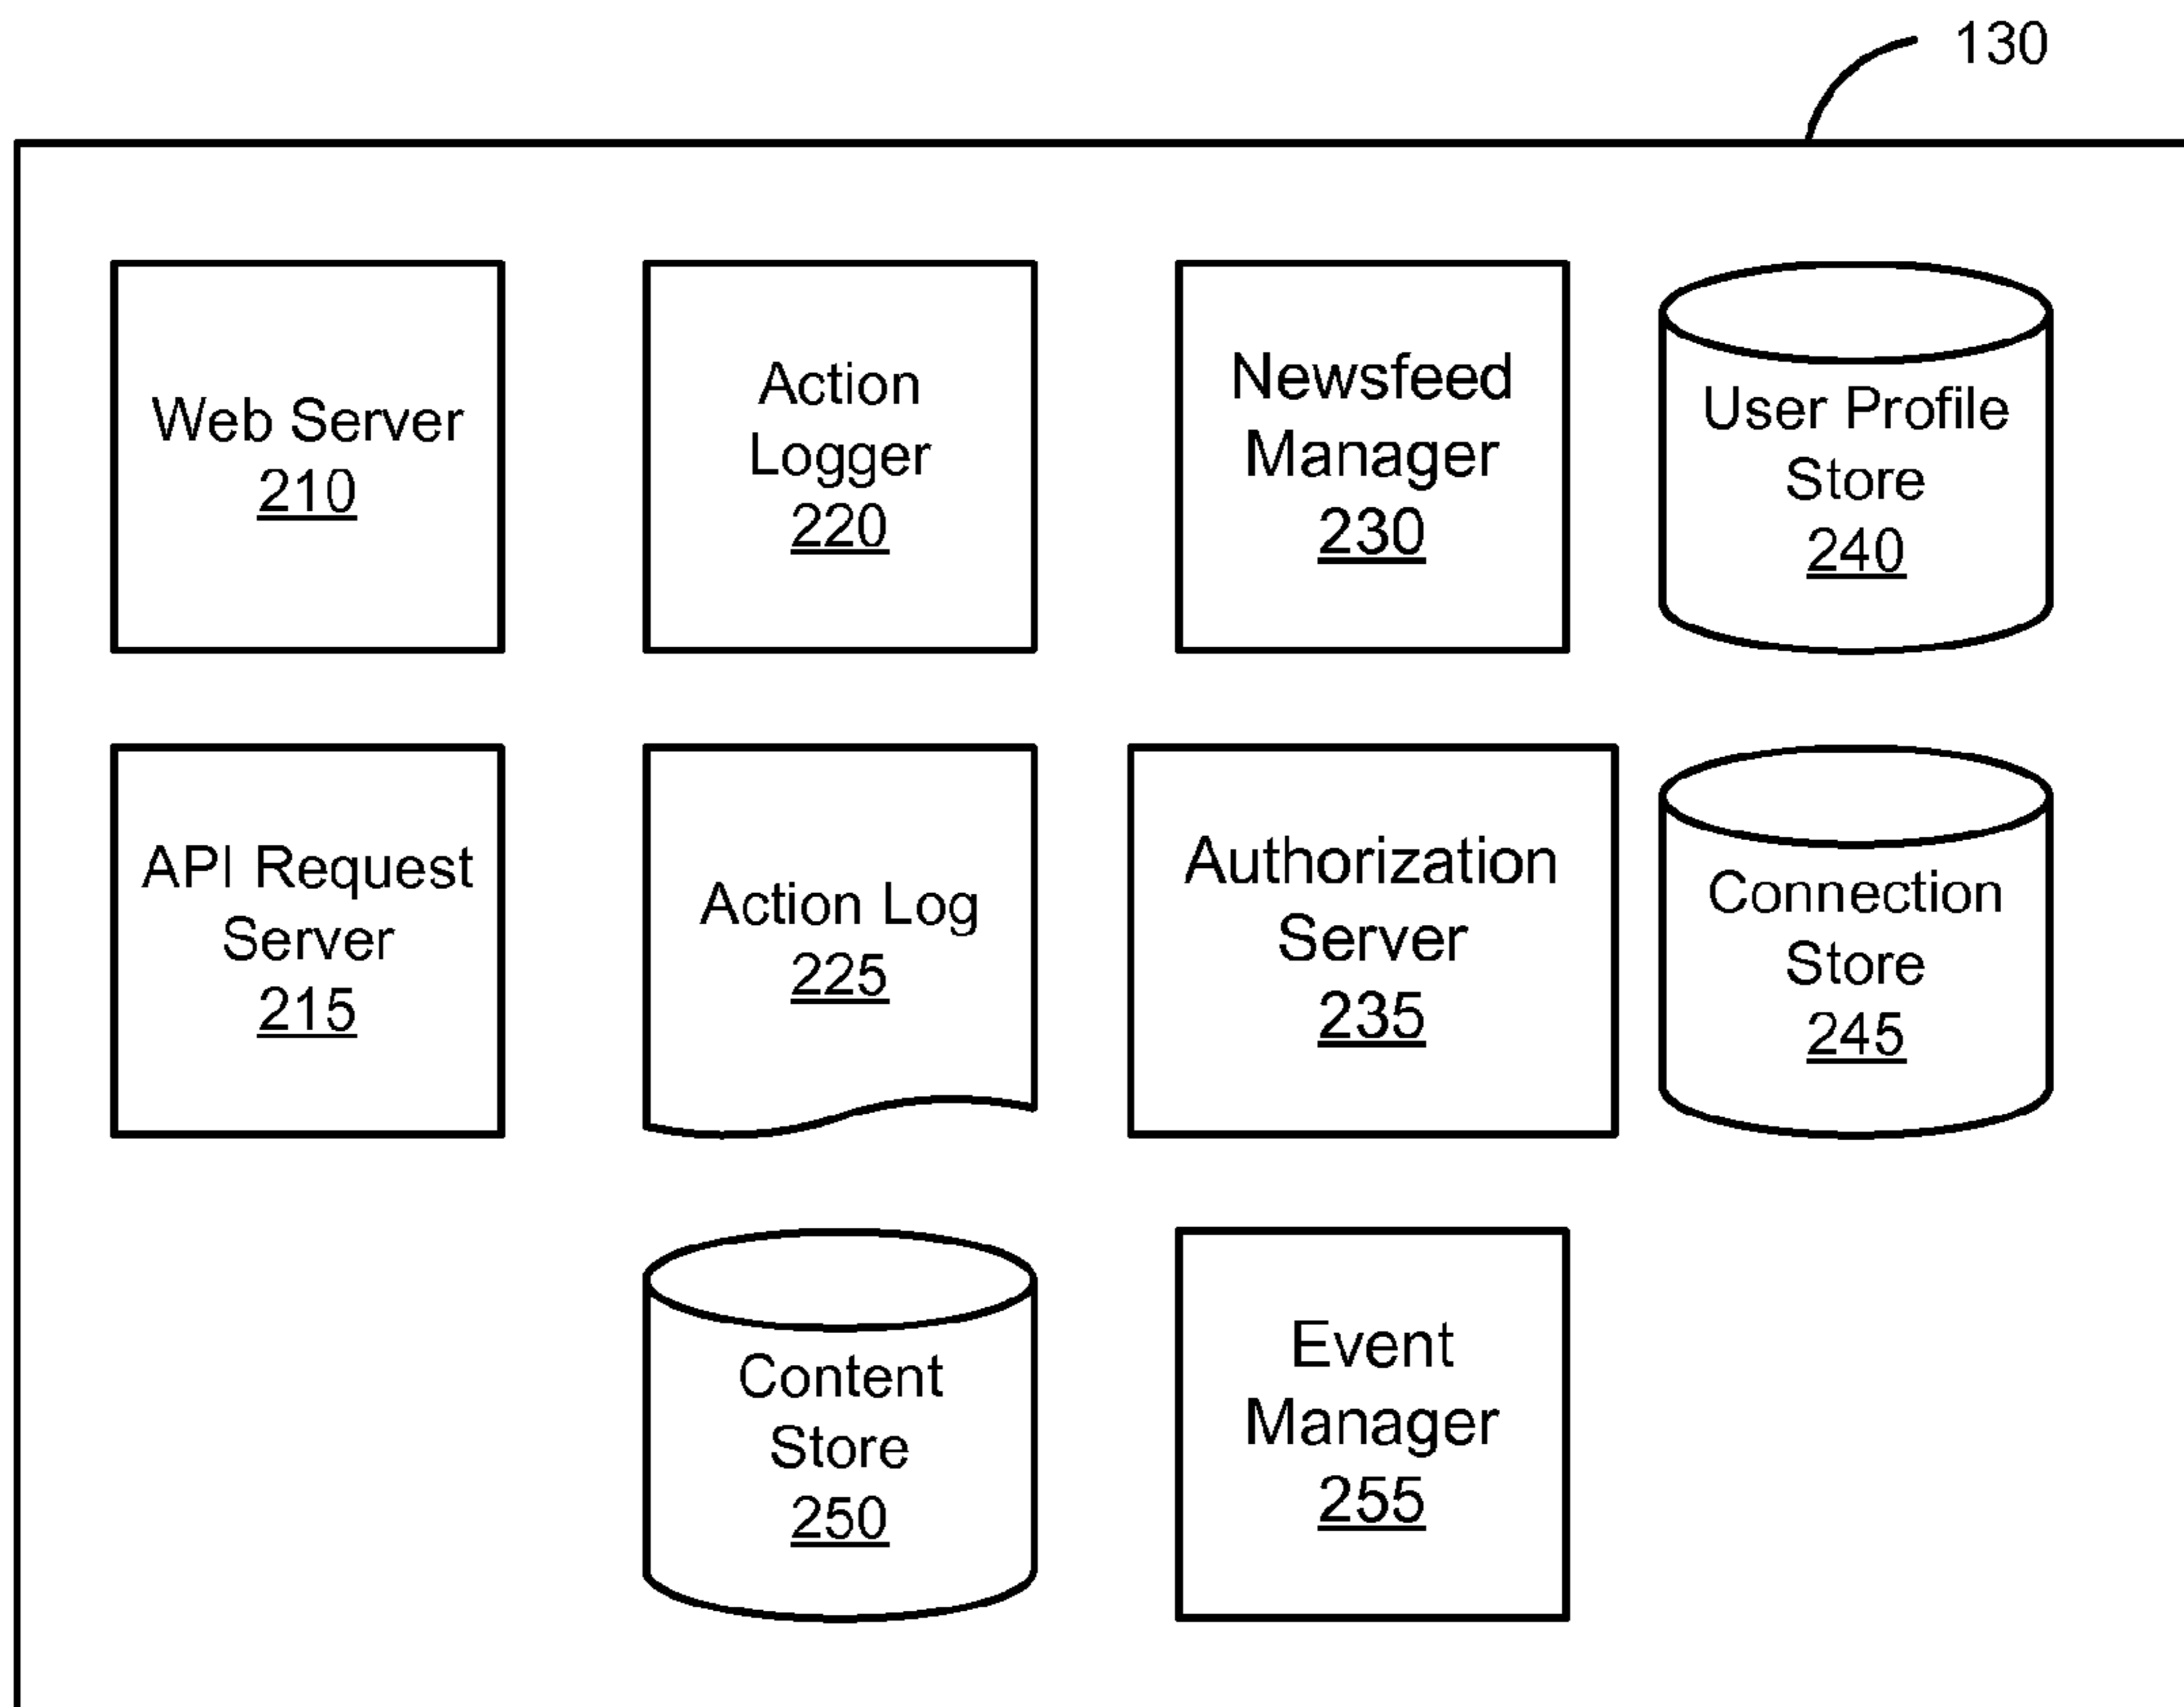 130
Web Server
210
Action
Logger
220
Newsfeed
Manager
230
User Profile
Store
240
API Request
Server
215
Action Log
225
Authorization
Server
235
Connection
Store
245
Content
Store
250
Event
Manager
255